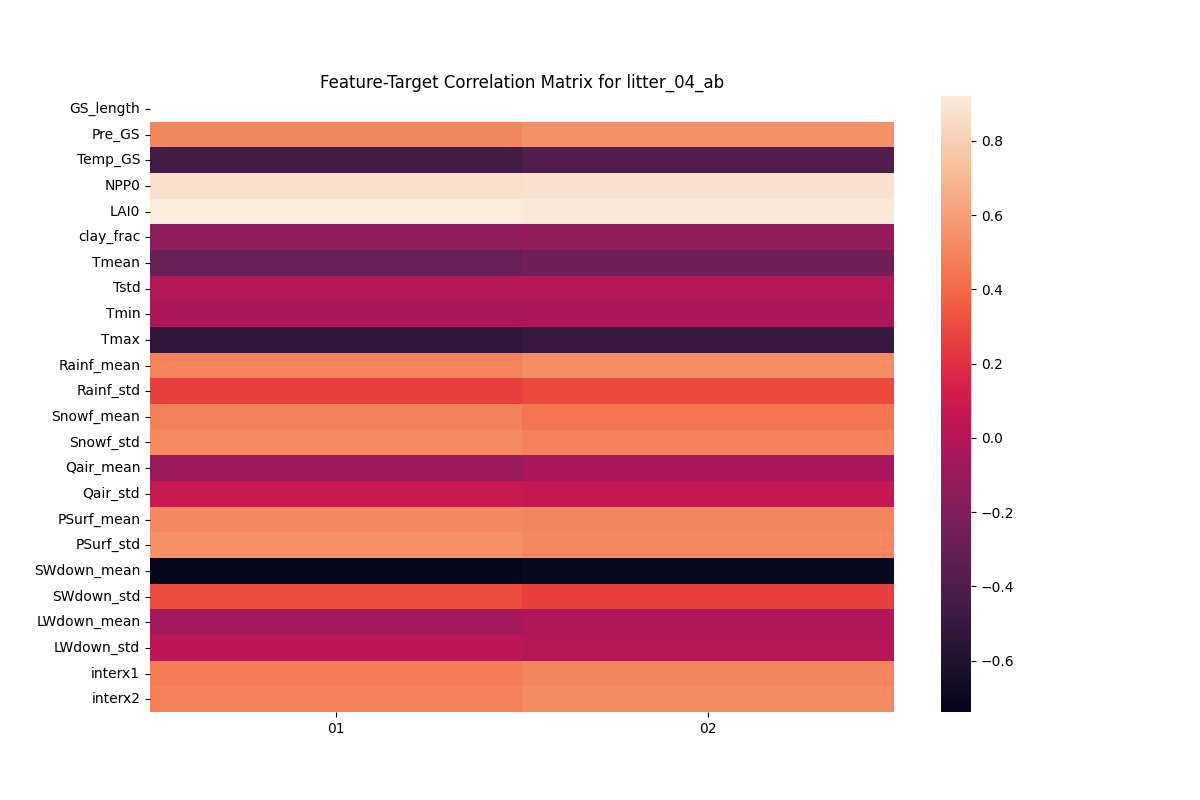 Feature-Target Correlation Matrix for litter_04_ab
GS_length
Pre_GS
Temp_GS
NPP0
LAI0
clay_frac
Tmean
Tstd
Tmin
Tmax
Rainf_mean
Rainf_std
Snowf_mean
Snowf_std
Qair_mean
Qair_std
PSurf_mean
PSurf_std
SWdown_mean
SWdown_std
LWdown_mean
LWdown_std
interx1
interx2
01
02
0.8
0.6
0.4
0.2
0.0
−0.2
−0.4
−0.6